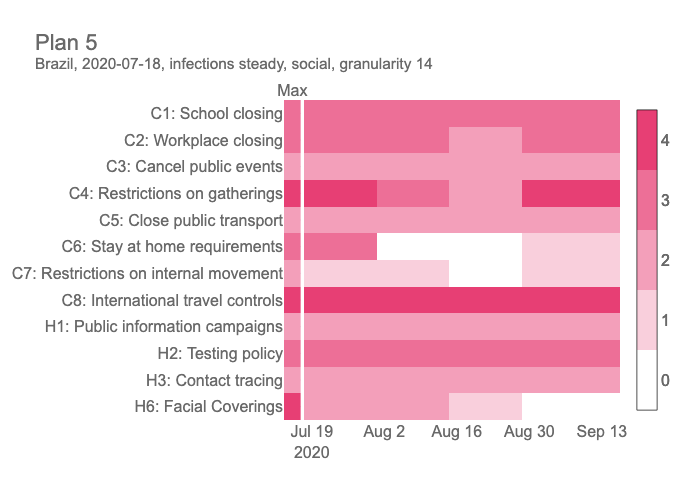 Plan 5
Brazil, 2020-07-18, infections steady, social, granularity 14
Max
C1: School closing
C2: Workplace closing
C3: Cancel public events
C4: Restrictions on gatherings
C5: Close public transport
C6: Stay at home requirements
C7: Restrictions on internal movement
C8: International travel controls
H1: Public information campaigns
H2: Testing policy
H3: Contact tracing
H6: Facial Coverings
Jul 19 Aug 2 Aug 16 Aug 30 Sep 13
2020
4
3
2
1
0